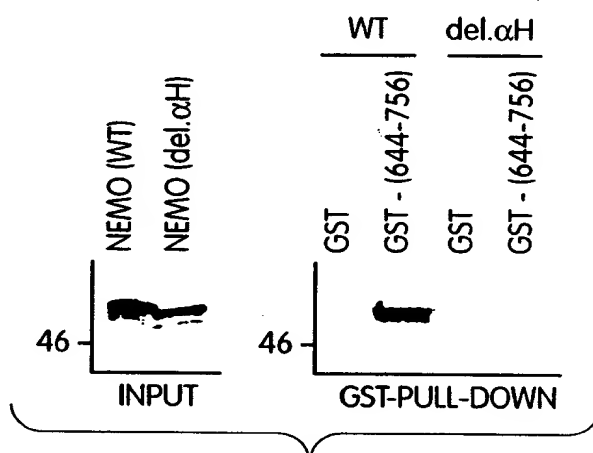 WT
del.αH
NEMO (WT)
NEMO (del.αH)
GST
GST - (644-756)
GST
GST - (644-756)
46
46
INPUT
GST-PULL-DOWN